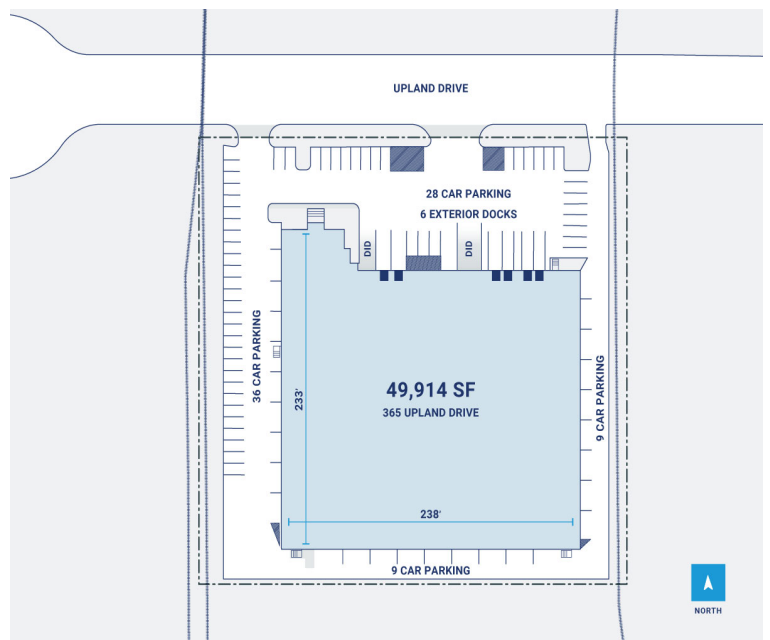 UPLAND DRIVE
28 CAR PARKING
6 EXTERIOR DOCKS
DID
DID
36 CAR PARKING
233'
49,914 SF
365 UPLAND DRIVE
9 CAR PARKING
238'
9 CAR PARKING
NORTH